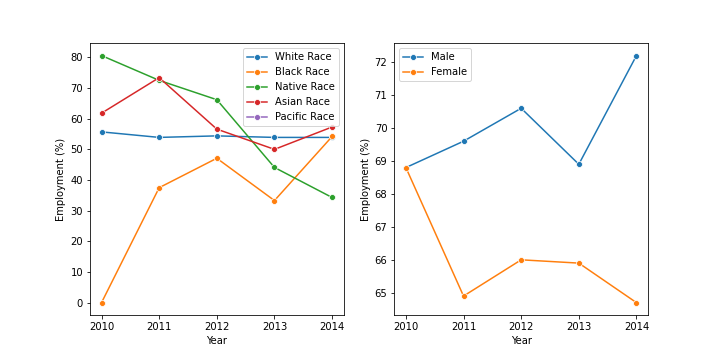 80
70
60
50
40
30
20
10
0
Employment (%)
2010 2011 2012 2013 2014
Year
White Race
Black Race
Native Race
Asian Race
Pacific Race
72
71
70
69
68
67
66
65
Employment (%)
2010 2011 2012 2013 2014
Year
Male
Female